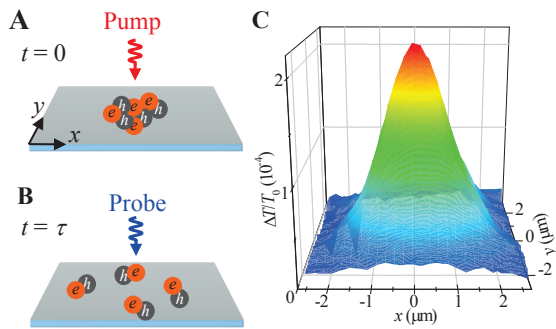 A
Pump
t = 0
e e h e h h e h
y
x
B
Probe
t = τ
e h h e e h e h e h
C
ΔT/T₀ (10⁻⁴)
2
1
0
-2 -1 0 1 2
x (μm)
2
0
-2
y (μm)